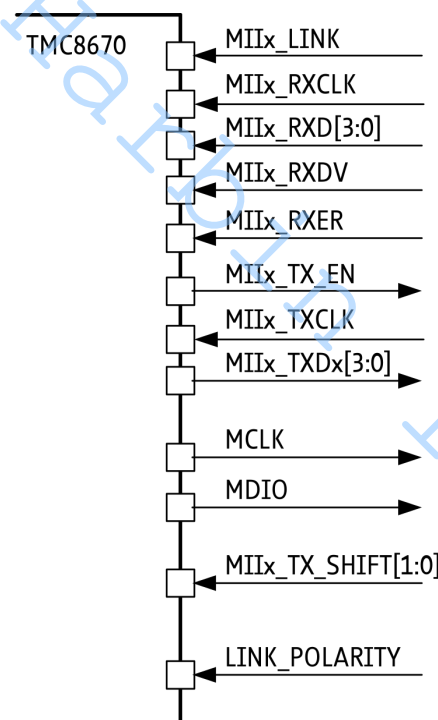 TMC8670
MIIx_LINK
MIIx_RXCLK
MIIx_RXD[3:0]
MIIx_RXDV
MIIx_RXER
MIIx_TX_EN
MIIx_TXCLK
MIIx_TXDx[3:0]
MCLK
MDIO
MIIx_TX_SHIFT[1:0]
LINK_POLARITY
Harbin